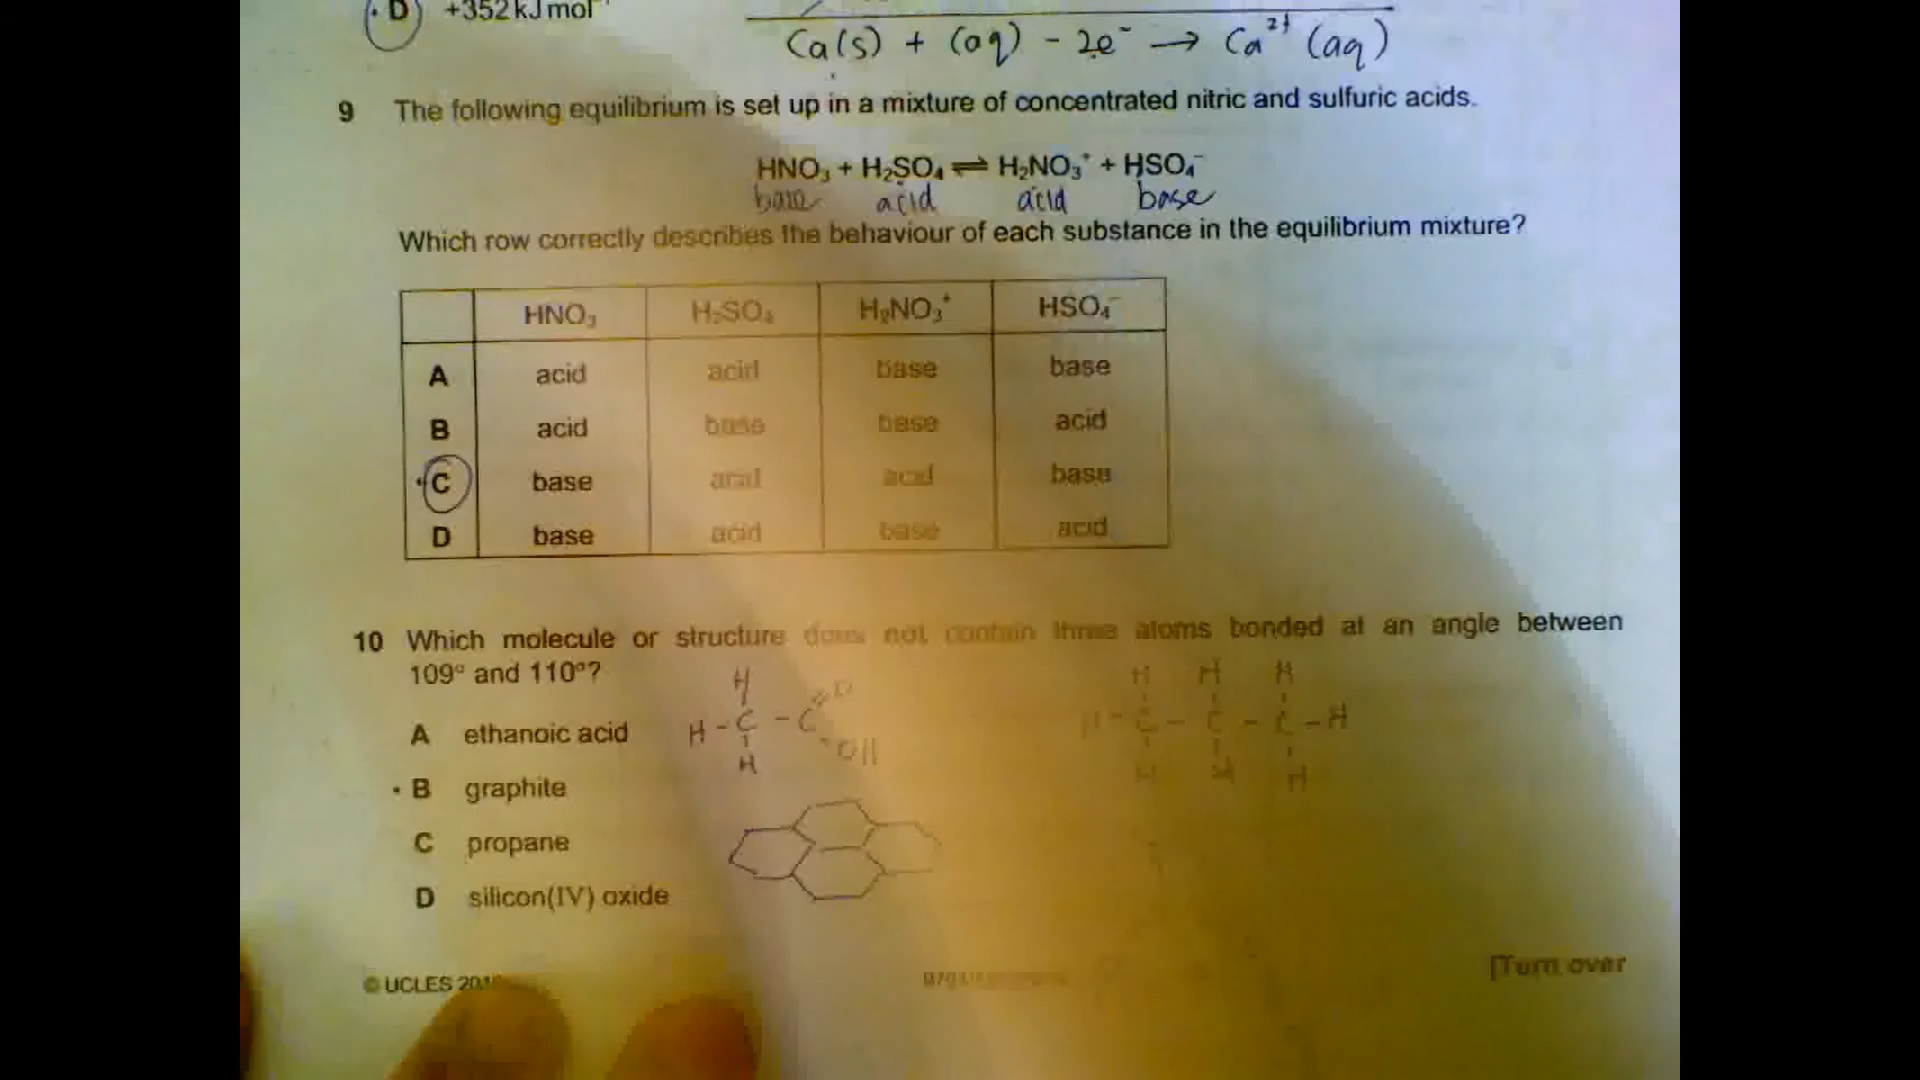 D +352 kJ mol⁻
Ca(s) + (aq) - 2e⁻ → Ca²⁺ (aq)
9 The following equilibrium is set up in a mixture of concentrated nitric and sulfuric acids.
HNO₃ + H₂SO₄ ⇌ H₂NO₃⁺ + HSO₄⁻
base acid acid base
Which row correctly describes the behaviour of each substance in the equilibrium mixture?
HNO₃ H₂SO₄ H₂NO₃⁺ HSO₄⁻
A acid acid base base
B acid base base acid
C base acid acid base
D base acid base acid
10 Which molecule or structure does not contain three atoms bonded at an angle between
109° and 110°?
H H H H
A ethanoic acid H - C - C = O OH H - C - C - C - H
H H H H
B graphite
C propane
D silicon(IV) oxide
© UCLES
[Turn over